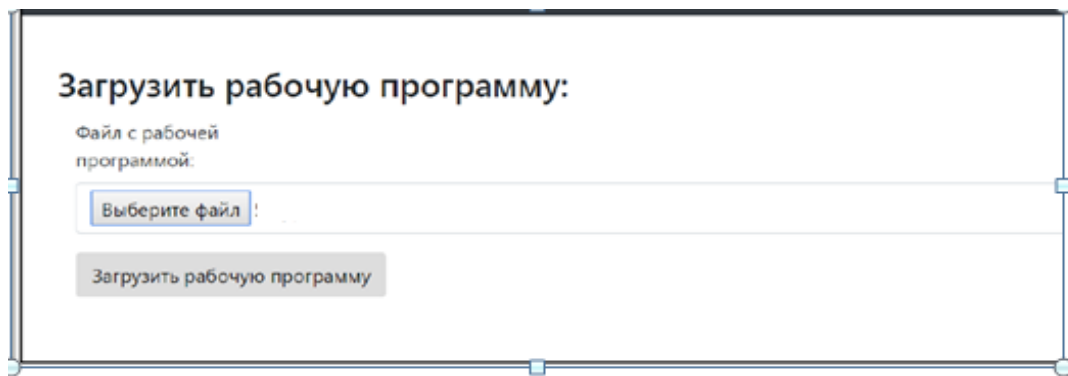 Загрузить рабочую программу:
Файл с рабочей
программой:
Выберите файл
Загрузить рабочую программу